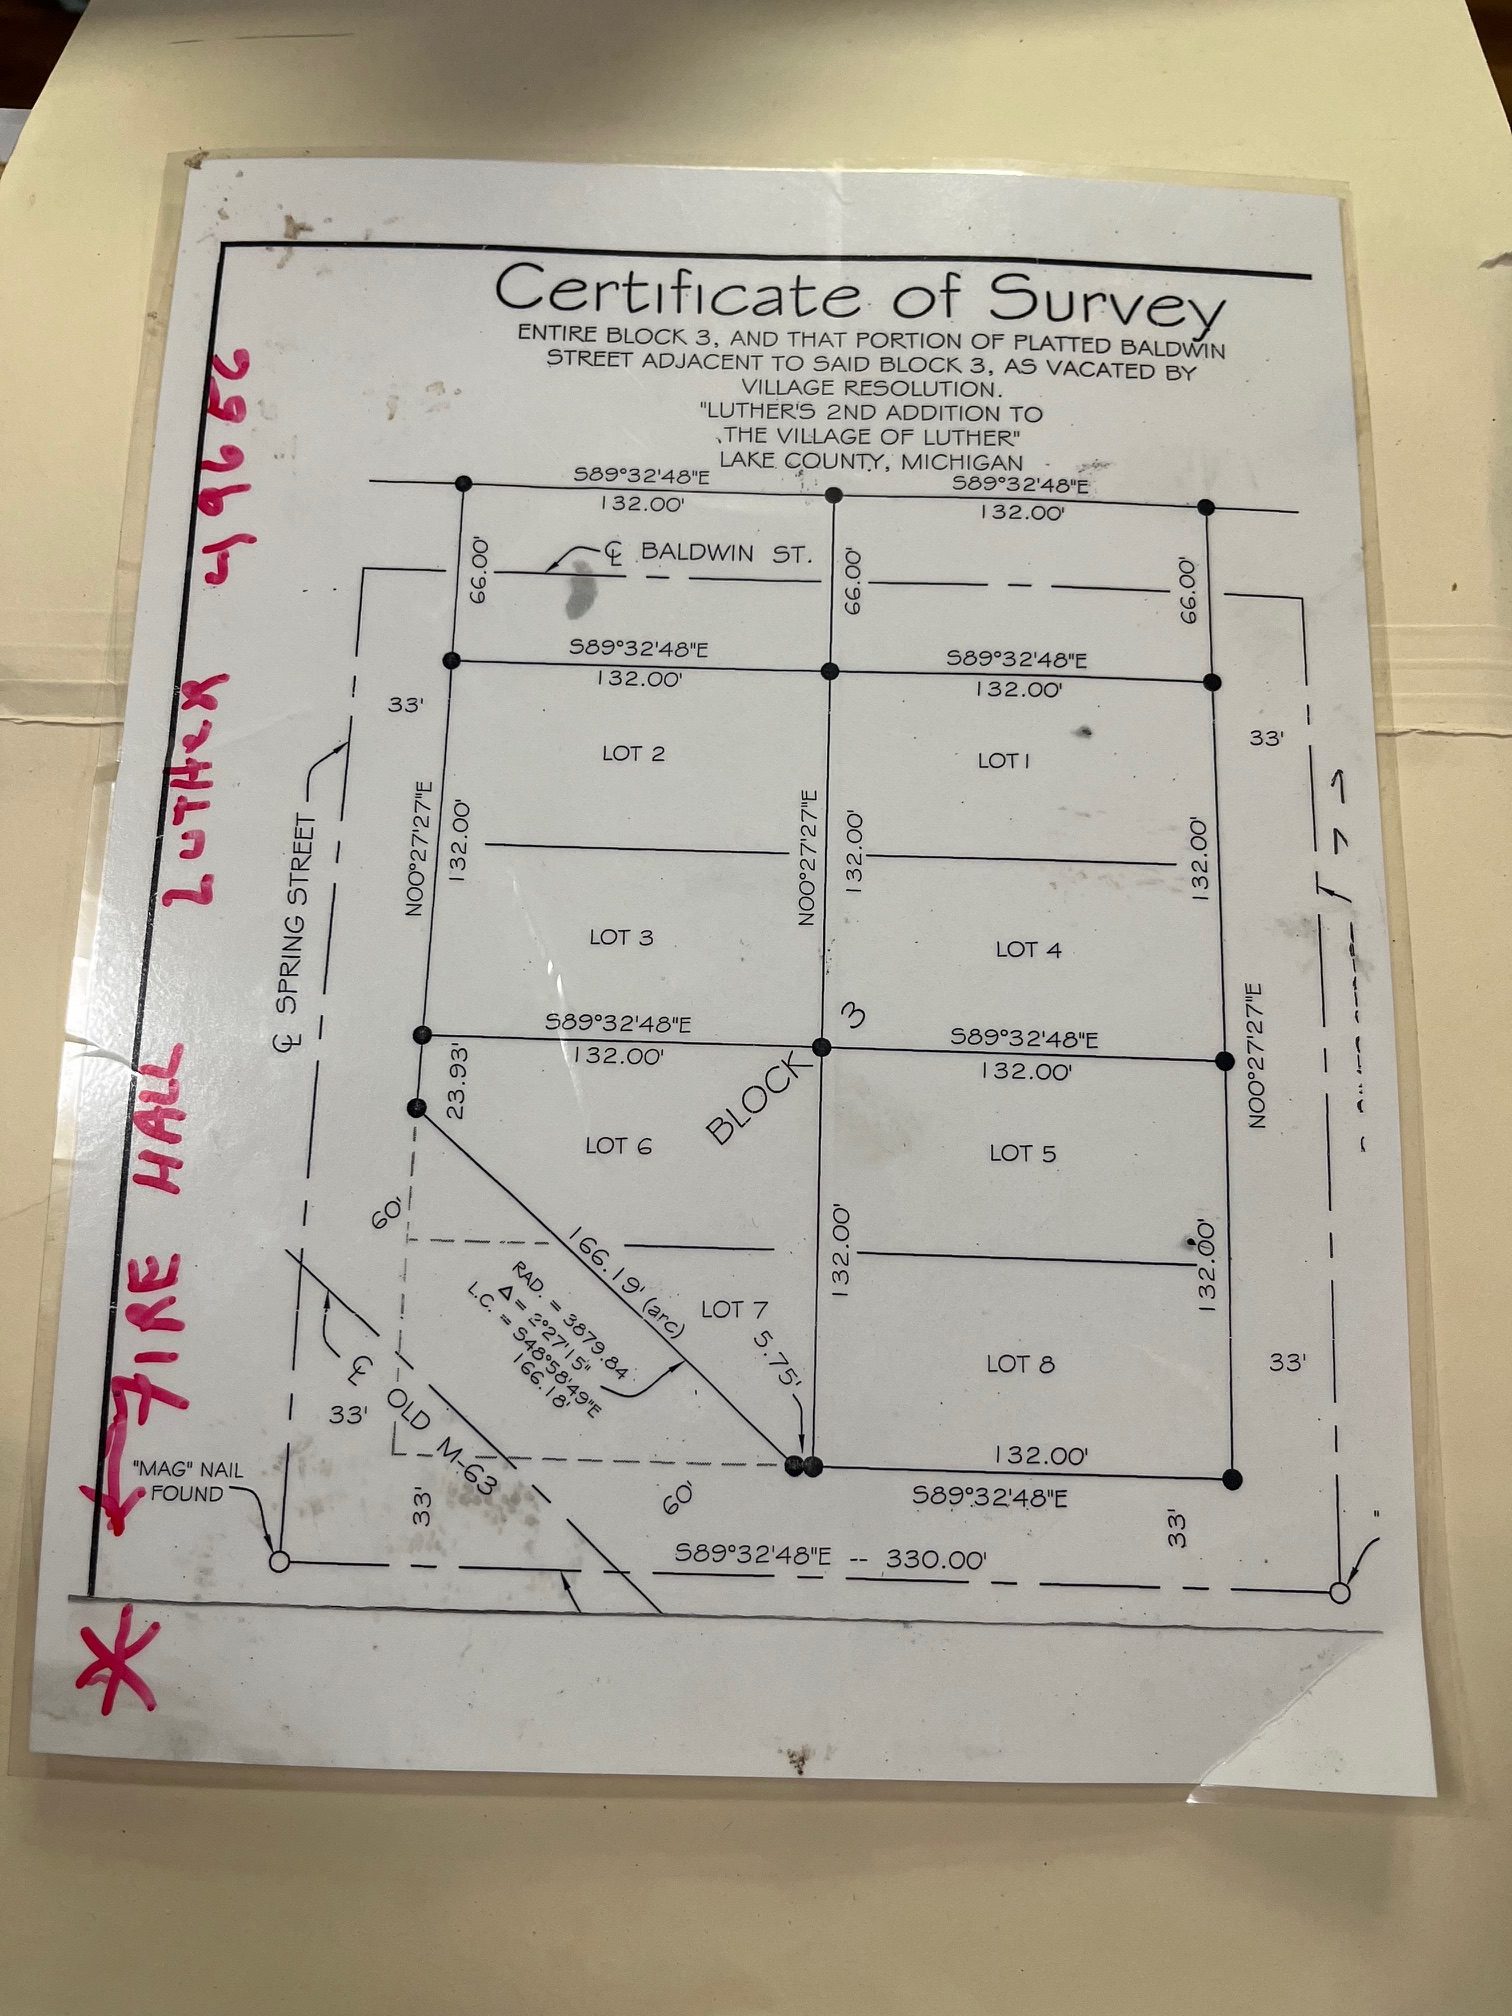 Certificate of Survey
ENTIRE BLOCK 3, AND THAT PORTION OF PLATTED BALDWIN
STREET ADJACENT TO SAID BLOCK 3, AS VACATED BY
VILLAGE RESOLUTION.
"LUTHER'S 2ND ADDITION TO
THE VILLAGE OF LUTHER"
LAKE COUNTY, MICHIGAN
S89°32'48"E
132.00'
S89°32'48"E
132.00'
66.00'
℄ BALDWIN ST.
66.00'
66.00'
S89°32'48"E
132.00'
S89°32'48"E
132.00'
33'
33'
LOT 2
LOT 1
℄ SPRING STREET
N00°27'27"E
132.00'
N00°27'27"E
132.00'
132.00'
LOT 3
LOT 4
S89°32'48"E
132.00'
BLOCK 3
S89°32'48"E
132.00'
N00°27'27"E
23.93'
LOT 6
LOT 5
60'
166.19' (arc)
132.00'
132.00'
RAD. = 3879.84
Δ = 2°27'15"
L.C. = S48°58'49"E
166.18'
LOT 7
5.75'
LOT 8
33'
℄ OLD M-63
33'
"MAG" NAIL
FOUND
33'
60'
132.00'
S89°32'48"E
33'
"
S89°32'48"E -- 330.00'
← FIRE HALL LUTHER 49656
*